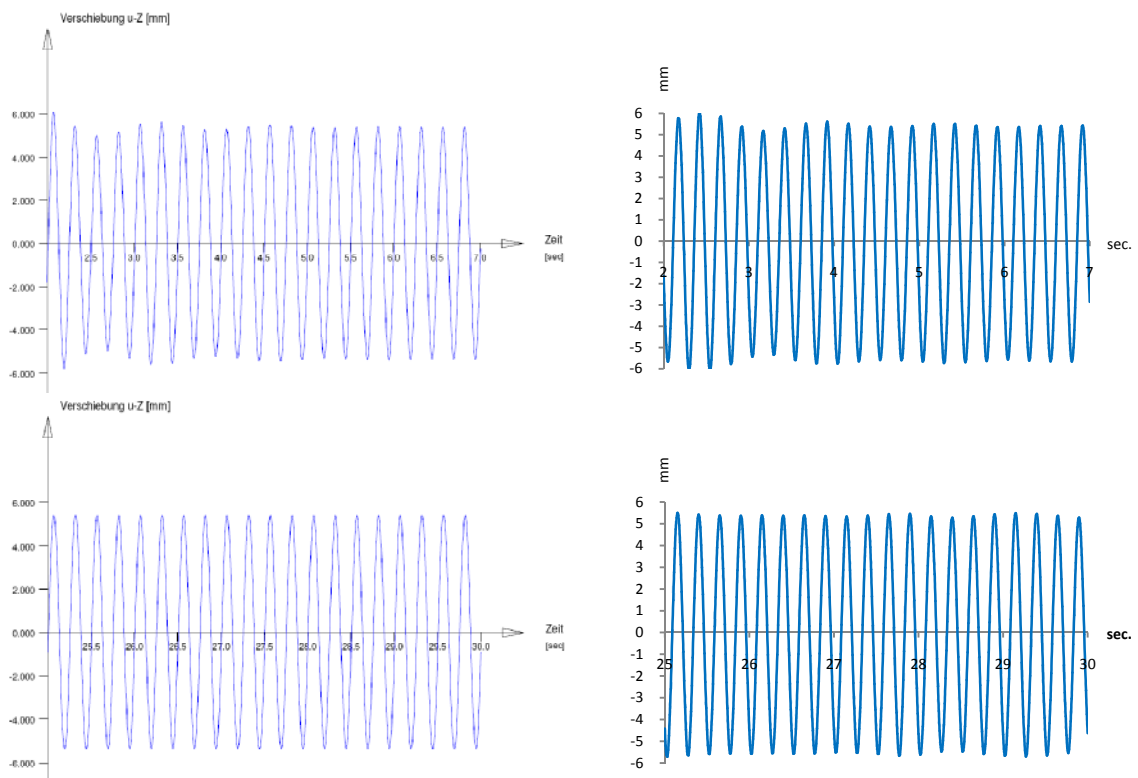 Verschiebung u-Z [mm]
6.000
4.000
2.000
0.000
-2.000
-4.000
-6.000
2.5 3.0 3.5 4.0 4.5 5.0 5.5 6.0 6.5 7.0
Zeit
[sec]
mm
6
5
4
3
2
1
0
-1
-2
-3
-4
-5
-6
2 3 4 5 6 7
sec.
Verschiebung u-Z [mm]
6.000
4.000
2.000
0.000
-2.000
-4.000
-6.000
25.5 26.0 26.5 27.0 27.5 28.0 28.5 29.0 29.5 30.0
Zeit
[sec]
mm
6
5
4
3
2
1
0
-1
-2
-3
-4
-5
-6
25 26 27 28 29 30
sec.